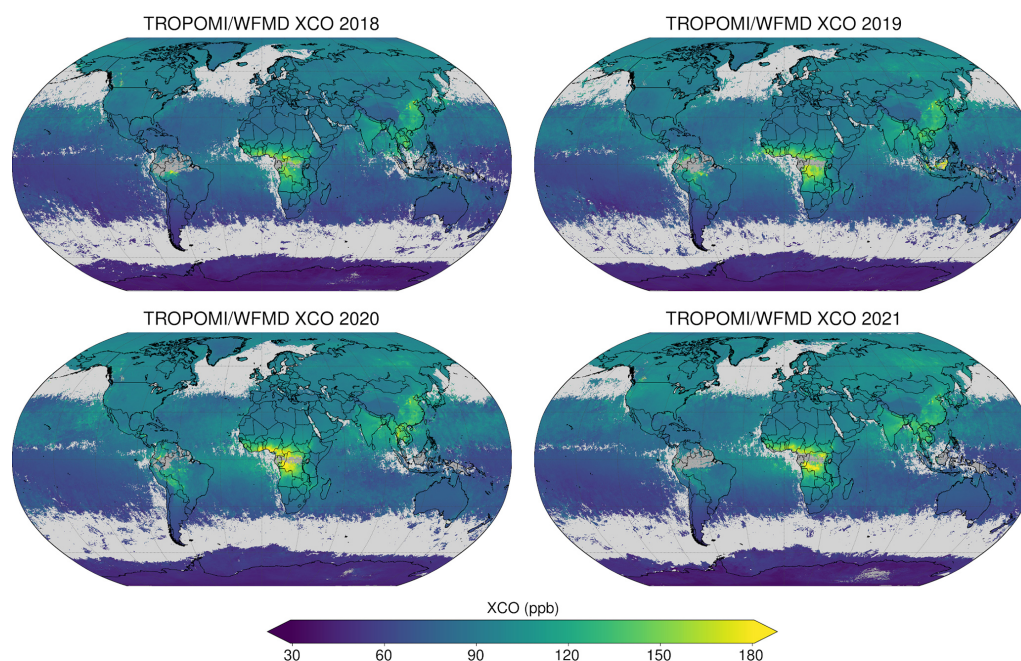 TROPOMI/WFMD XCO 2018
TROPOMI/WFMD XCO 2019
TROPOMI/WFMD XCO 2020
TROPOMI/WFMD XCO 2021
XCO (ppb)
30 60 90 120 150 180